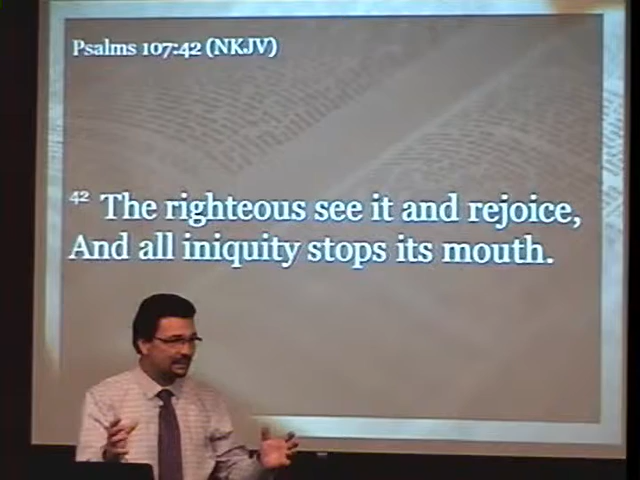 Psalms 107:42 (NKJV)
42 The righteous see it and rejoice,
And all iniquity stops its mouth.